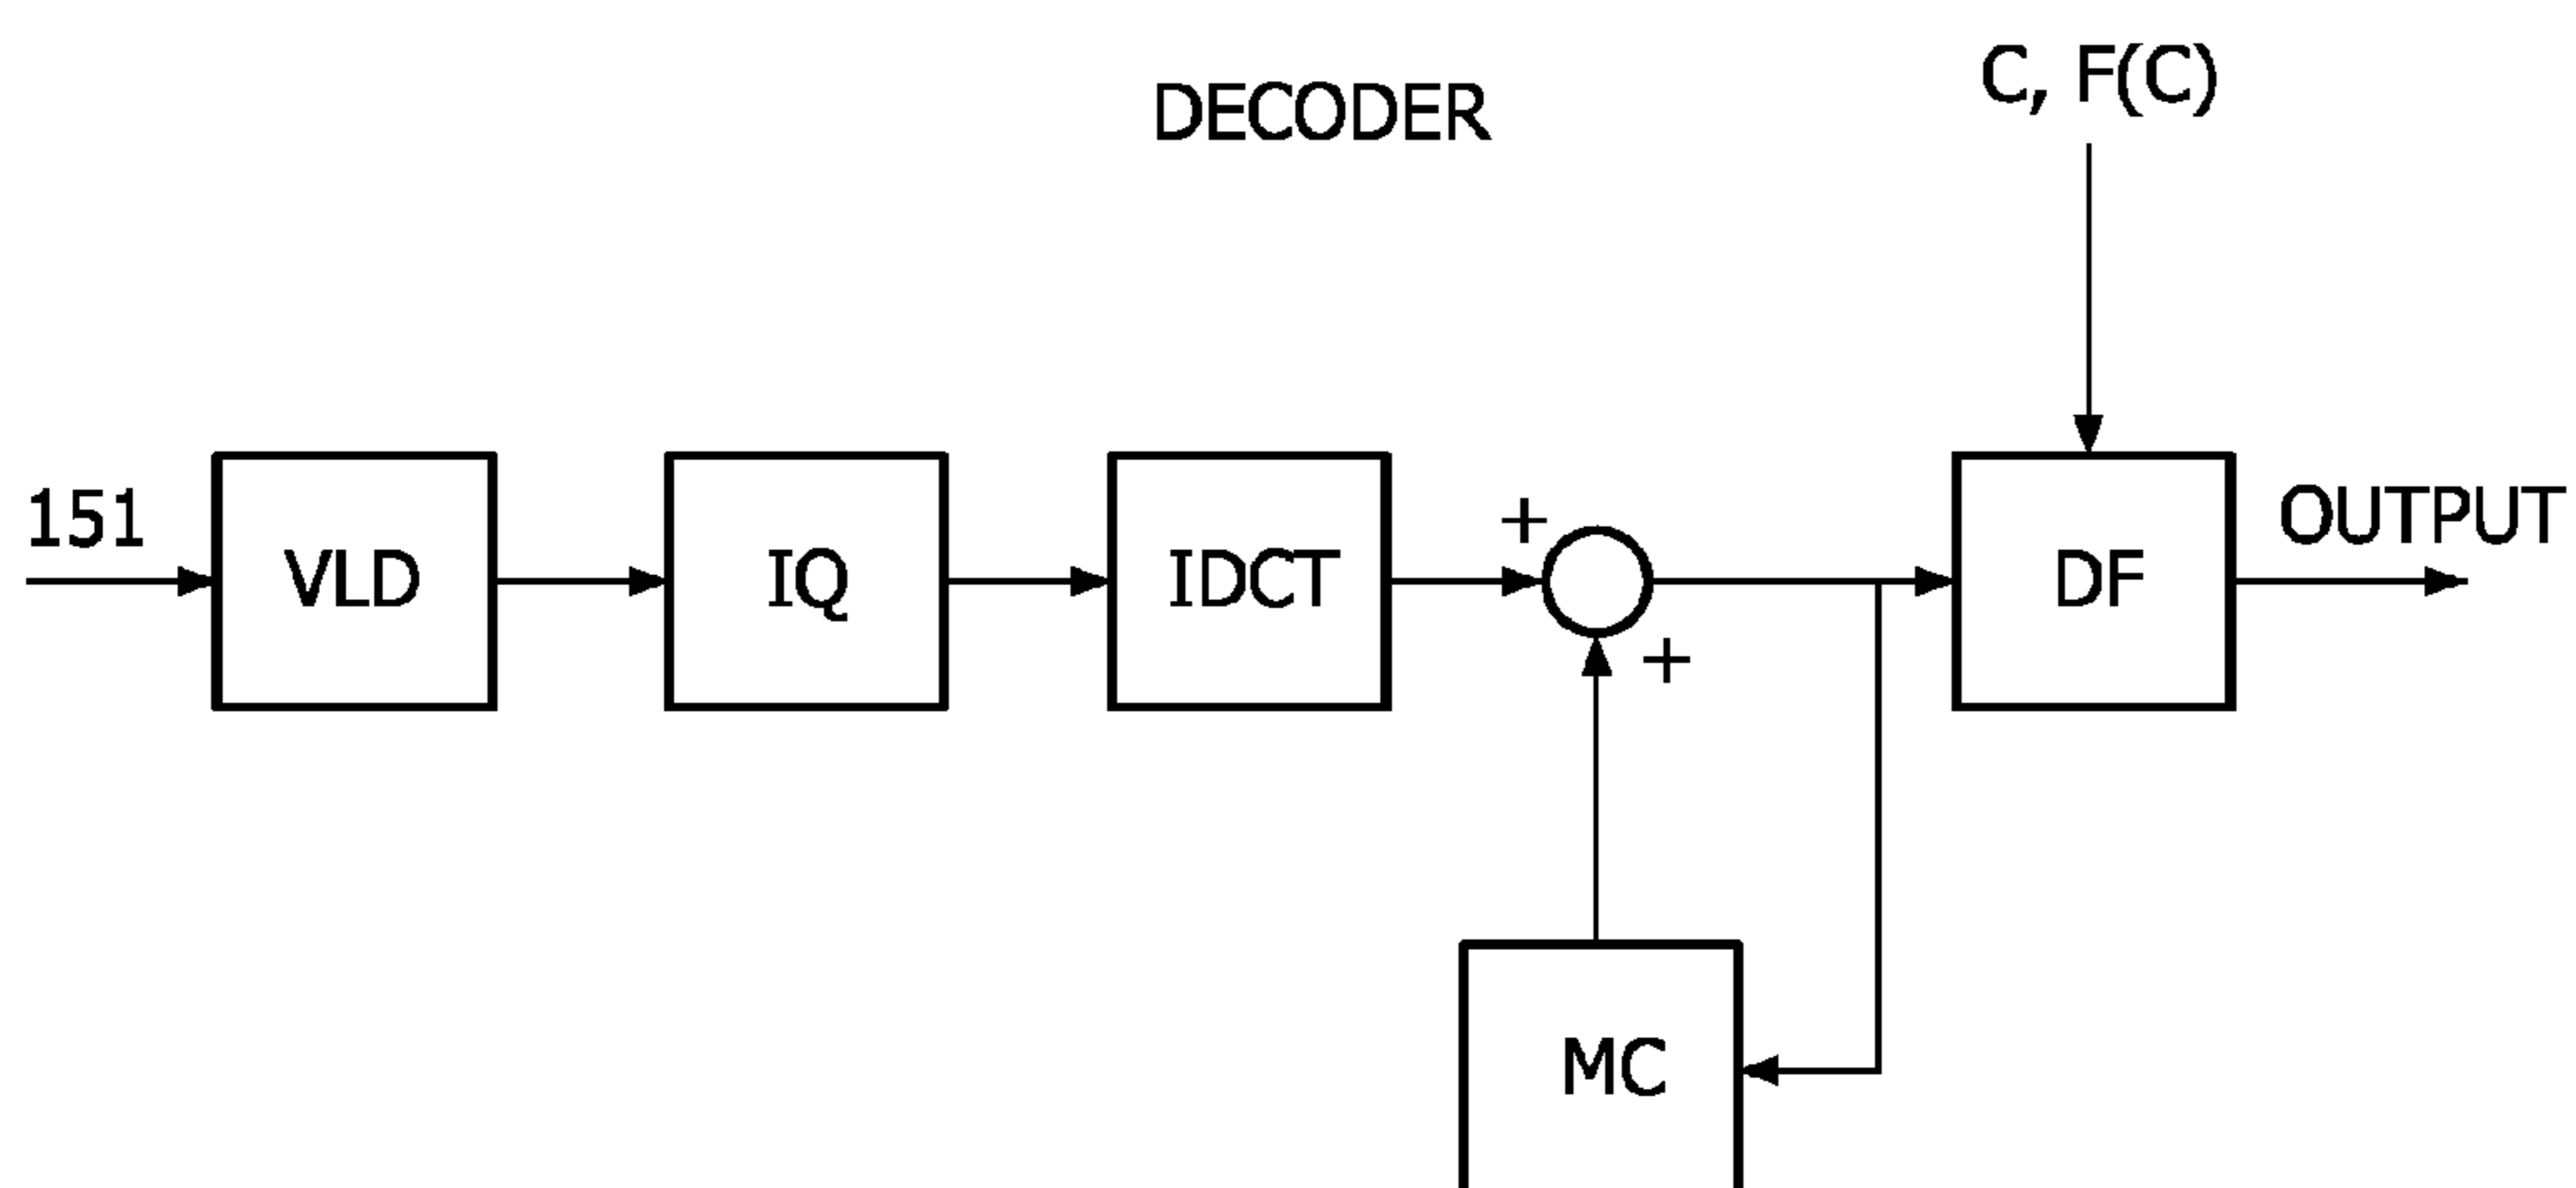 DECODER
C, F(C)
151
VLD
IQ
IDCT
+
+
DF
OUTPUT
MC